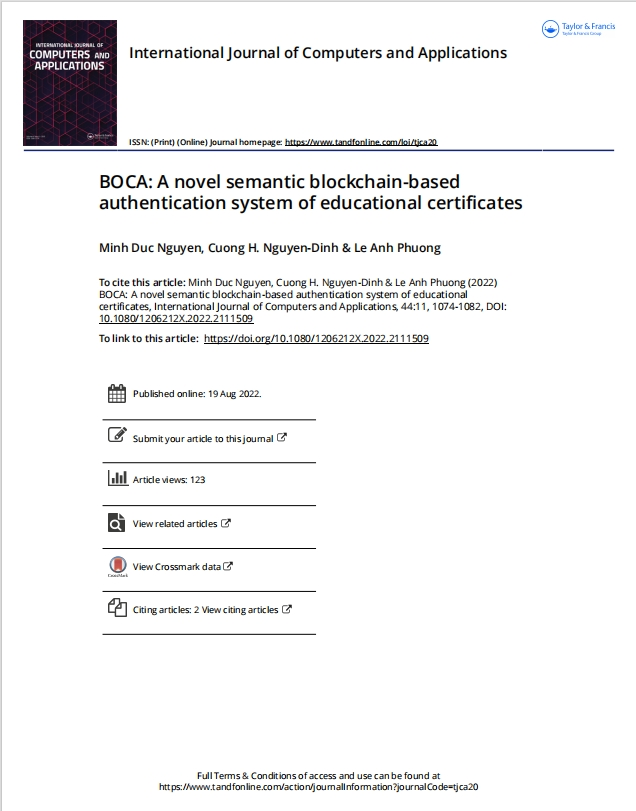 INTERNATIONAL JOURNAL OF
COMPUTERS AND
APPLICATIONS
International Journal of Computers and Applications
Taylor & Francis
Taylor & Francis Group
ISSN: (Print) (Online) Journal homepage: https://www.tandfonline.com/loi/tjca20
BOCA: A novel semantic blockchain-based
authentication system of educational certificates
Minh Duc Nguyen, Cuong H. Nguyen-Dinh & Le Anh Phuong
To cite this article: Minh Duc Nguyen, Cuong H. Nguyen-Dinh & Le Anh Phuong (2022)
BOCA: A novel semantic blockchain-based authentication system of educational
certificates, International Journal of Computers and Applications, 44:11, 1074-1082, DOI:
10.1080/1206212X.2022.2111509
To link to this article: https://doi.org/10.1080/1206212X.2022.2111509
Published online: 19 Aug 2022.
Submit your article to this journal
Article views: 123
View related articles
View Crossmark data
CrossMark
Citing articles: 2 View citing articles
Full Terms & Conditions of access and use can be found at
https://www.tandfonline.com/action/journalInformation?journalCode=tjca20